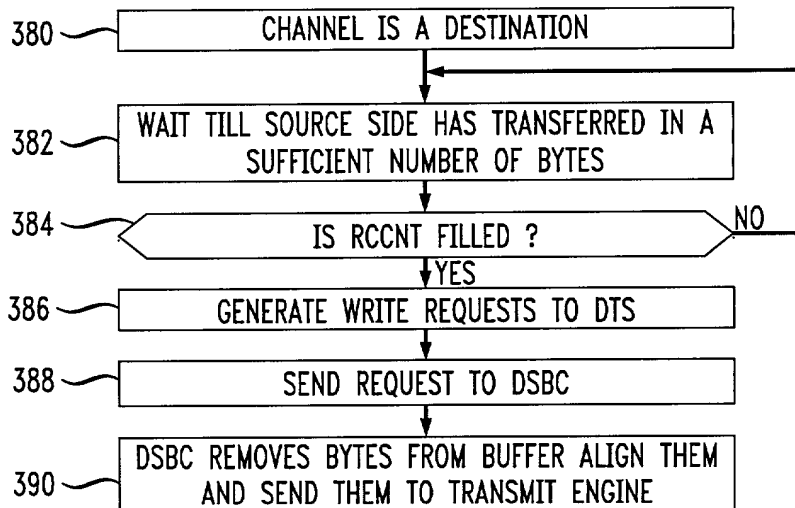 380
CHANNEL IS A DESTINATION
382
WAIT TILL SOURCE SIDE HAS TRANSFERRED IN A
SUFFICIENT NUMBER OF BYTES
384
IS RCCNT FILLED ?
NO
YES
386
GENERATE WRITE REQUESTS TO DTS
388
SEND REQUEST TO DSBC
390
DSBC REMOVES BYTES FROM BUFFER ALIGN THEM
AND SEND THEM TO TRANSMIT ENGINE